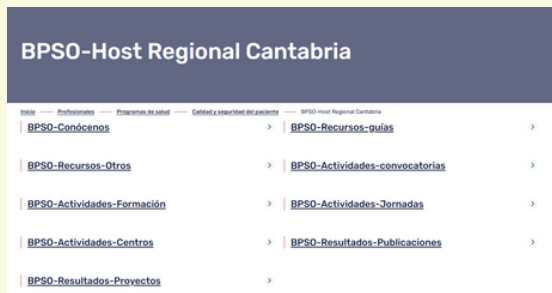 BPSO-Host Regional Cantabria
Inicio Profesionales Programas de salud Calidad y seguridad del paciente BPSO-Host Regional Cantabria
BPSO-Conócenos BPSO-Recursos-guías
BPSO-Recursos-Otros BPSO-Actividades-convocatorias
BPSO-Actividades-Formación BPSO-Actividades-Jornadas
BPSO-Actividades-Centros BPSO-Resultados-Publicaciones
BPSO-Resultados-Proyectos